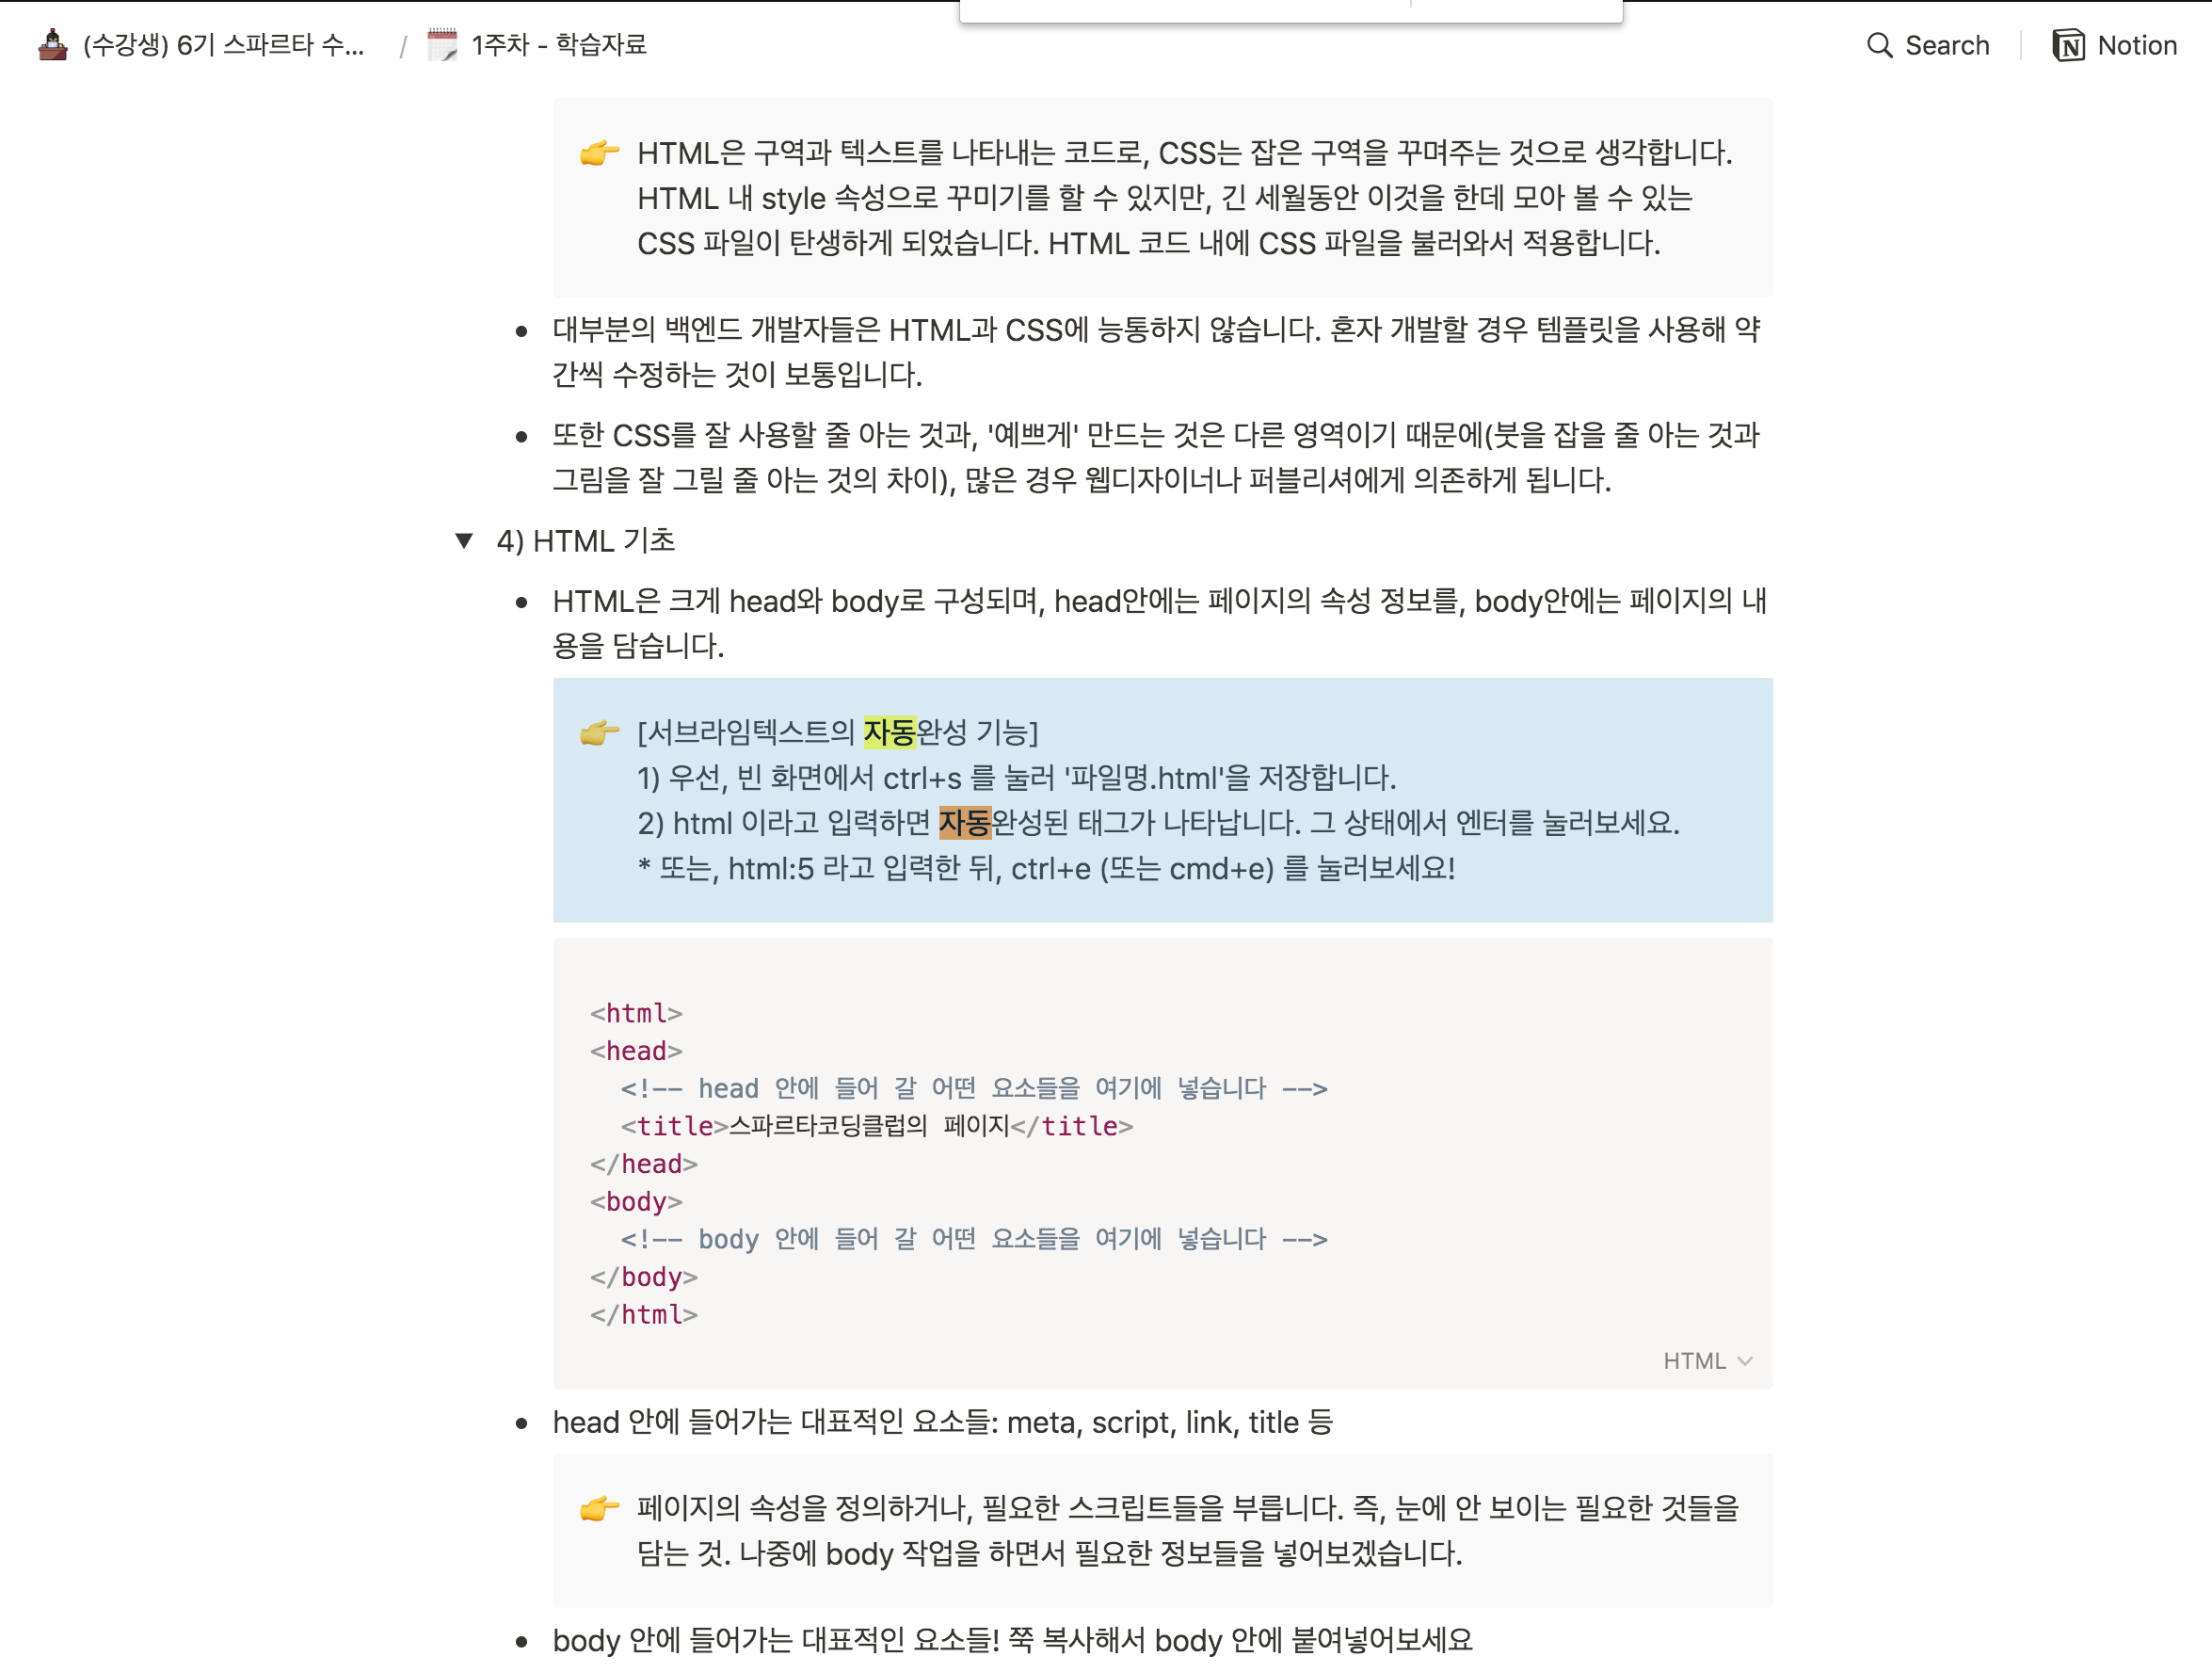 (수강생) 6기 스파르타 수... / 1주차 - 학습자료
Search
Notion
HTML은 구역과 텍스트를 나타내는 코드로, CSS는 잡은 구역을 꾸며주는 것으로 생각합니다.
HTML 내 style 속성으로 꾸미기를 할 수 있지만, 긴 세월동안 이것을 한데 모아 볼 수 있는
CSS 파일이 탄생하게 되었습니다. HTML 코드 내에 CSS 파일을 불러와서 적용합니다.
• 대부분의 백엔드 개발자들은 HTML과 CSS에 능통하지 않습니다. 혼자 개발할 경우 템플릿을 사용해 약
간씩 수정하는 것이 보통입니다.
• 또한 CSS를 잘 사용할 줄 아는 것과, '예쁘게' 만드는 것은 다른 영역이기 때문에(붓을 잡을 줄 아는 것과
그림을 잘 그릴 줄 아는 것의 차이), 많은 경우 웹디자이너나 퍼블리셔에게 의존하게 됩니다.
▼ 4) HTML 기초
• HTML은 크게 head와 body로 구성되며, head안에는 페이지의 속성 정보를, body안에는 페이지의 내
용을 담습니다.
[서브라임텍스트의 자동완성 기능]
1) 우선, 빈 화면에서 ctrl+s 를 눌러 '파일명.html'을 저장합니다.
2) html 이라고 입력하면 자동완성된 태그가 나타납니다. 그 상태에서 엔터를 눌러보세요.
* 또는, html:5 라고 입력한 뒤, ctrl+e (또는 cmd+e) 를 눌러보세요!
<html>
<head>
  <!-- head 안에 들어 갈 어떤 요소들을 여기에 넣습니다 -->
  <title>스파르타코딩클럽의 페이지</title>
</head>
<body>
  <!-- body 안에 들어 갈 어떤 요소들을 여기에 넣습니다 -->
</body>
</html>
HTML
• head 안에 들어가는 대표적인 요소들: meta, script, link, title 등
페이지의 속성을 정의하거나, 필요한 스크립트들을 부릅니다. 즉, 눈에 안 보이는 필요한 것들을
담는 것. 나중에 body 작업을 하면서 필요한 정보들을 넣어보겠습니다.
• body 안에 들어가는 대표적인 요소들! 쭉 복사해서 body 안에 붙여넣어보세요